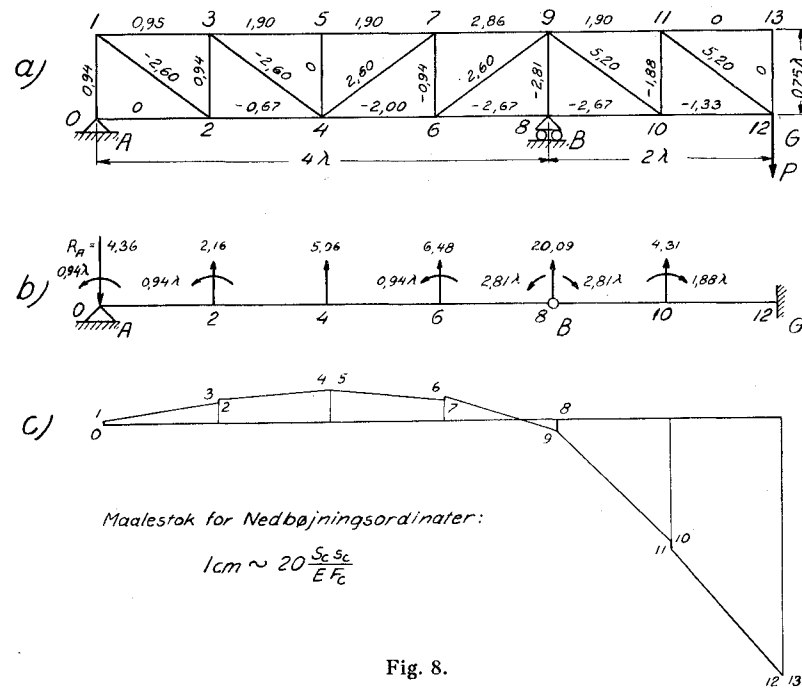 1 0,95 3 1,90 5 1,90 7 2,86 9 1,90 11 0 13
a) 0,94 -2,60 0,94 -2,60 0 2,60 -0,94 2,60 -2,81 5,20 -1,88 5,20 0 0,75λ
0 0 2 -0,67 4 -2,00 6 -2,67 8 -2,67 10 -1,33 12 G
A B P
4λ 2λ
R_A = 4,36 2,16 5,06 6,48 20,09 4,31
0,94λ 0,94λ 0,94λ 2,81λ 2,81λ 1,88λ
b) 0 A 2 4 6 8 B 10 12 G
c) 1 0 3 2 4 5 6 7 8 9 10 11 12 13
Maalestok for Nedbøjningsordinater:
1cm ~ 20 S_c s_c / E F_c
Fig. 8.